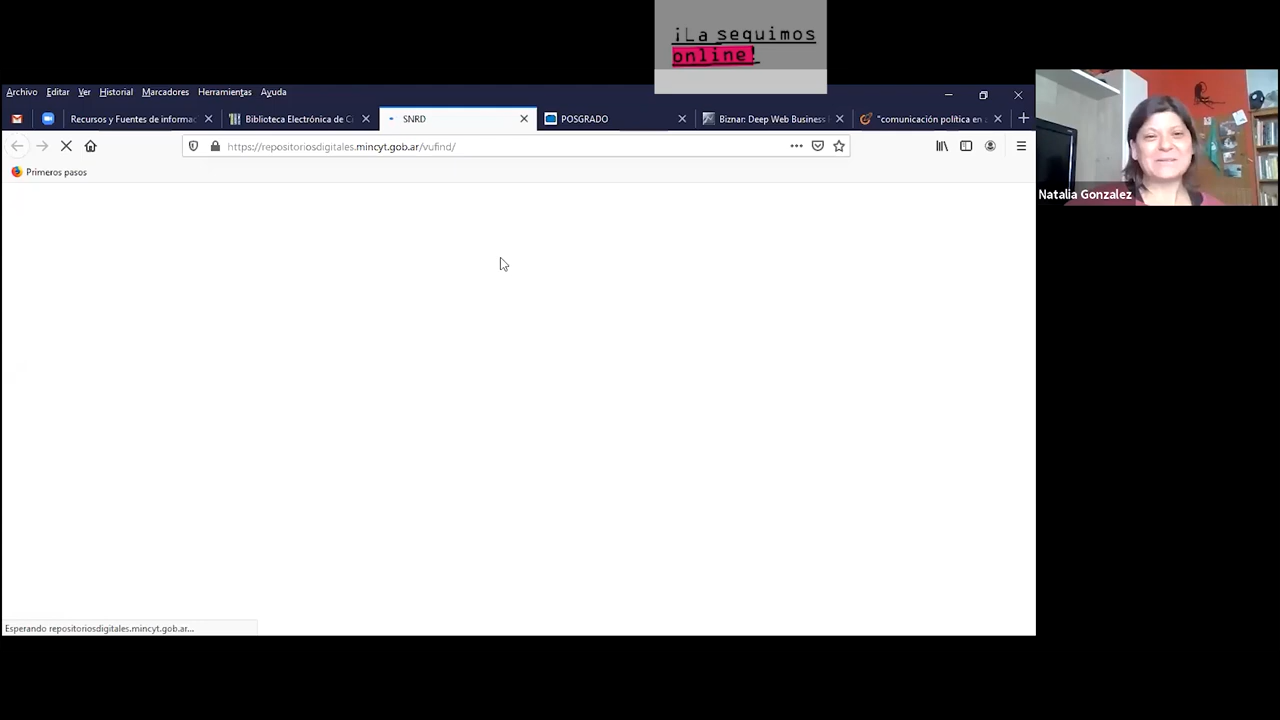 ¡La seguimos
online!
Archivo Editar Ver Historial Marcadores Herramientas Ayuda
Recursos y Fuentes de informac
Biblioteca Electrónica de Ci
SNRD
POSGRADO
Biznar: Deep Web Business
"comunicación política en
https://repositoriosdigitales.mincyt.gob.ar/vufind/
Primeros pasos
Natalia Gonzalez
Esperando repositoriosdigitales.mincyt.gob.ar...